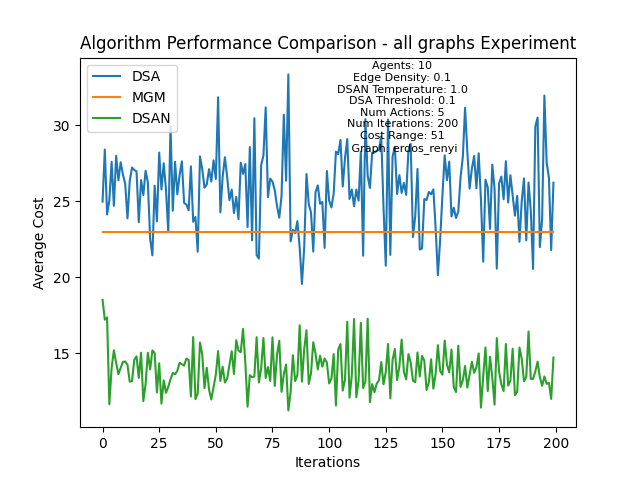 Algorithm Performance Comparison - all graphs Experiment
DSA
MGM
DSAN
Agents: 10
Edge Density: 0.1
DSAN Temperature: 1.0
DSA Threshold: 0.1
Num Actions: 5
Num Iterations: 200
Cost Range: 51
Graph: erdos_renyi
30
25
20
15
Average Cost
0
25
50
75
100
125
150
175
200
Iterations